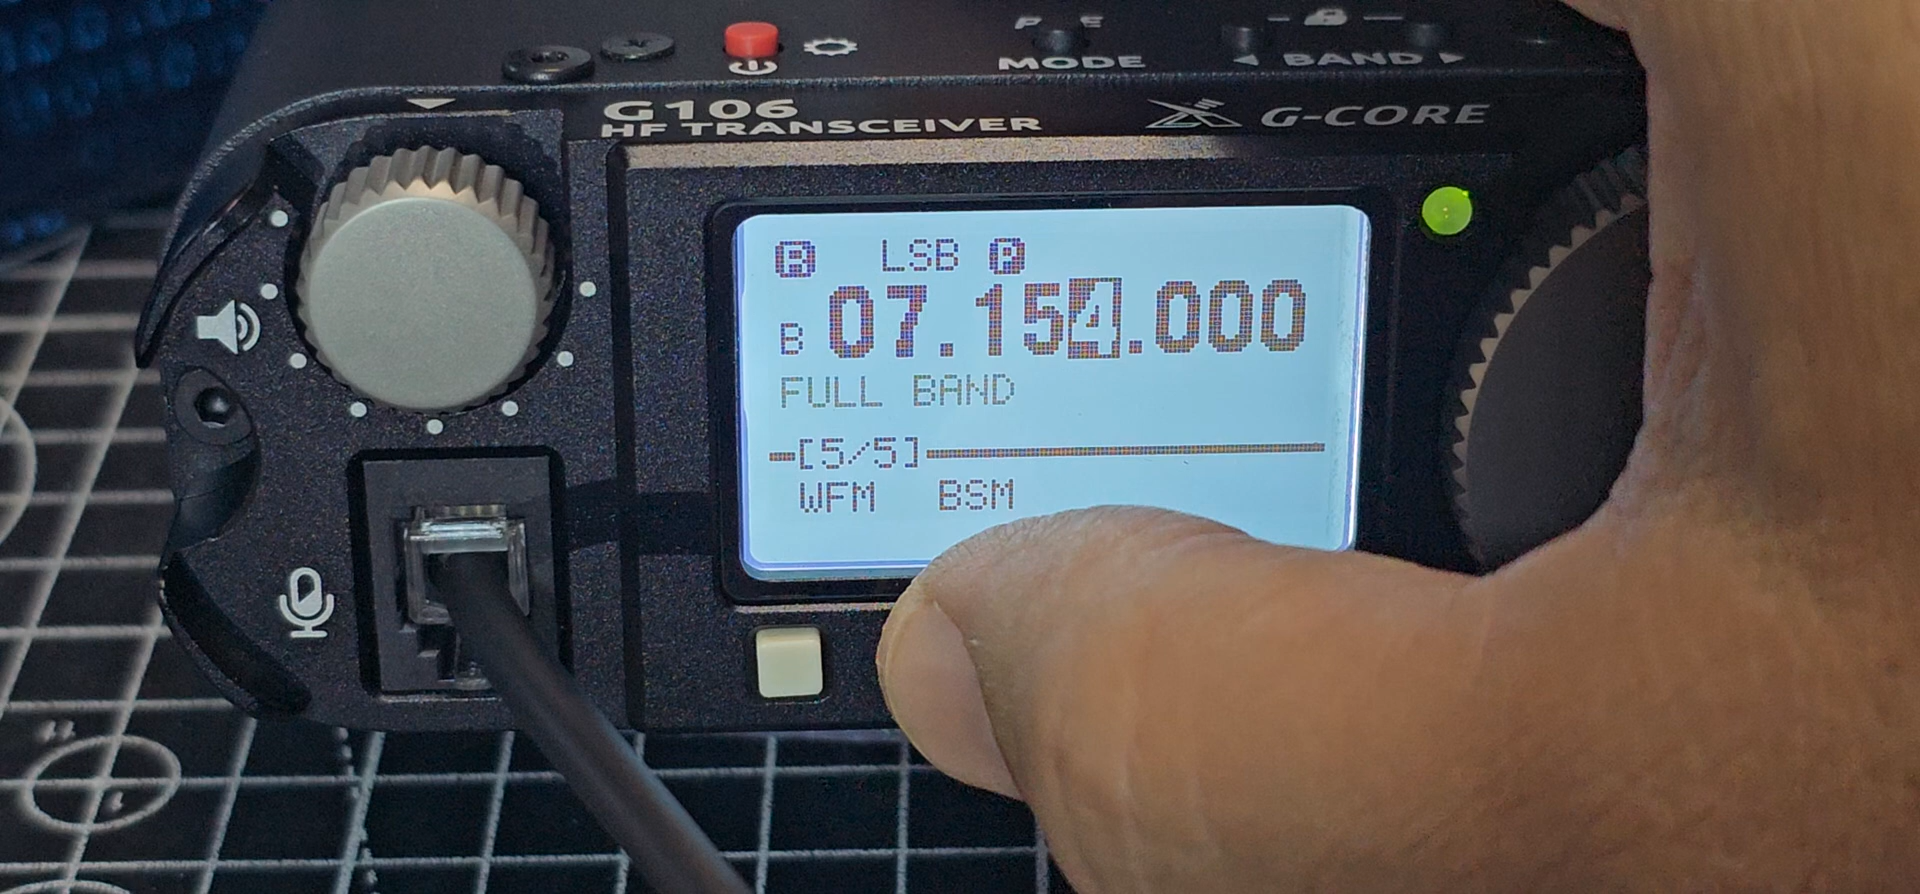 MODE
◄ BAND ►
G106
HF TRANSCEIVER
G-CORE
R LSB P
B 07.154.000
FULL BAND
[5/5]
WFM BSM